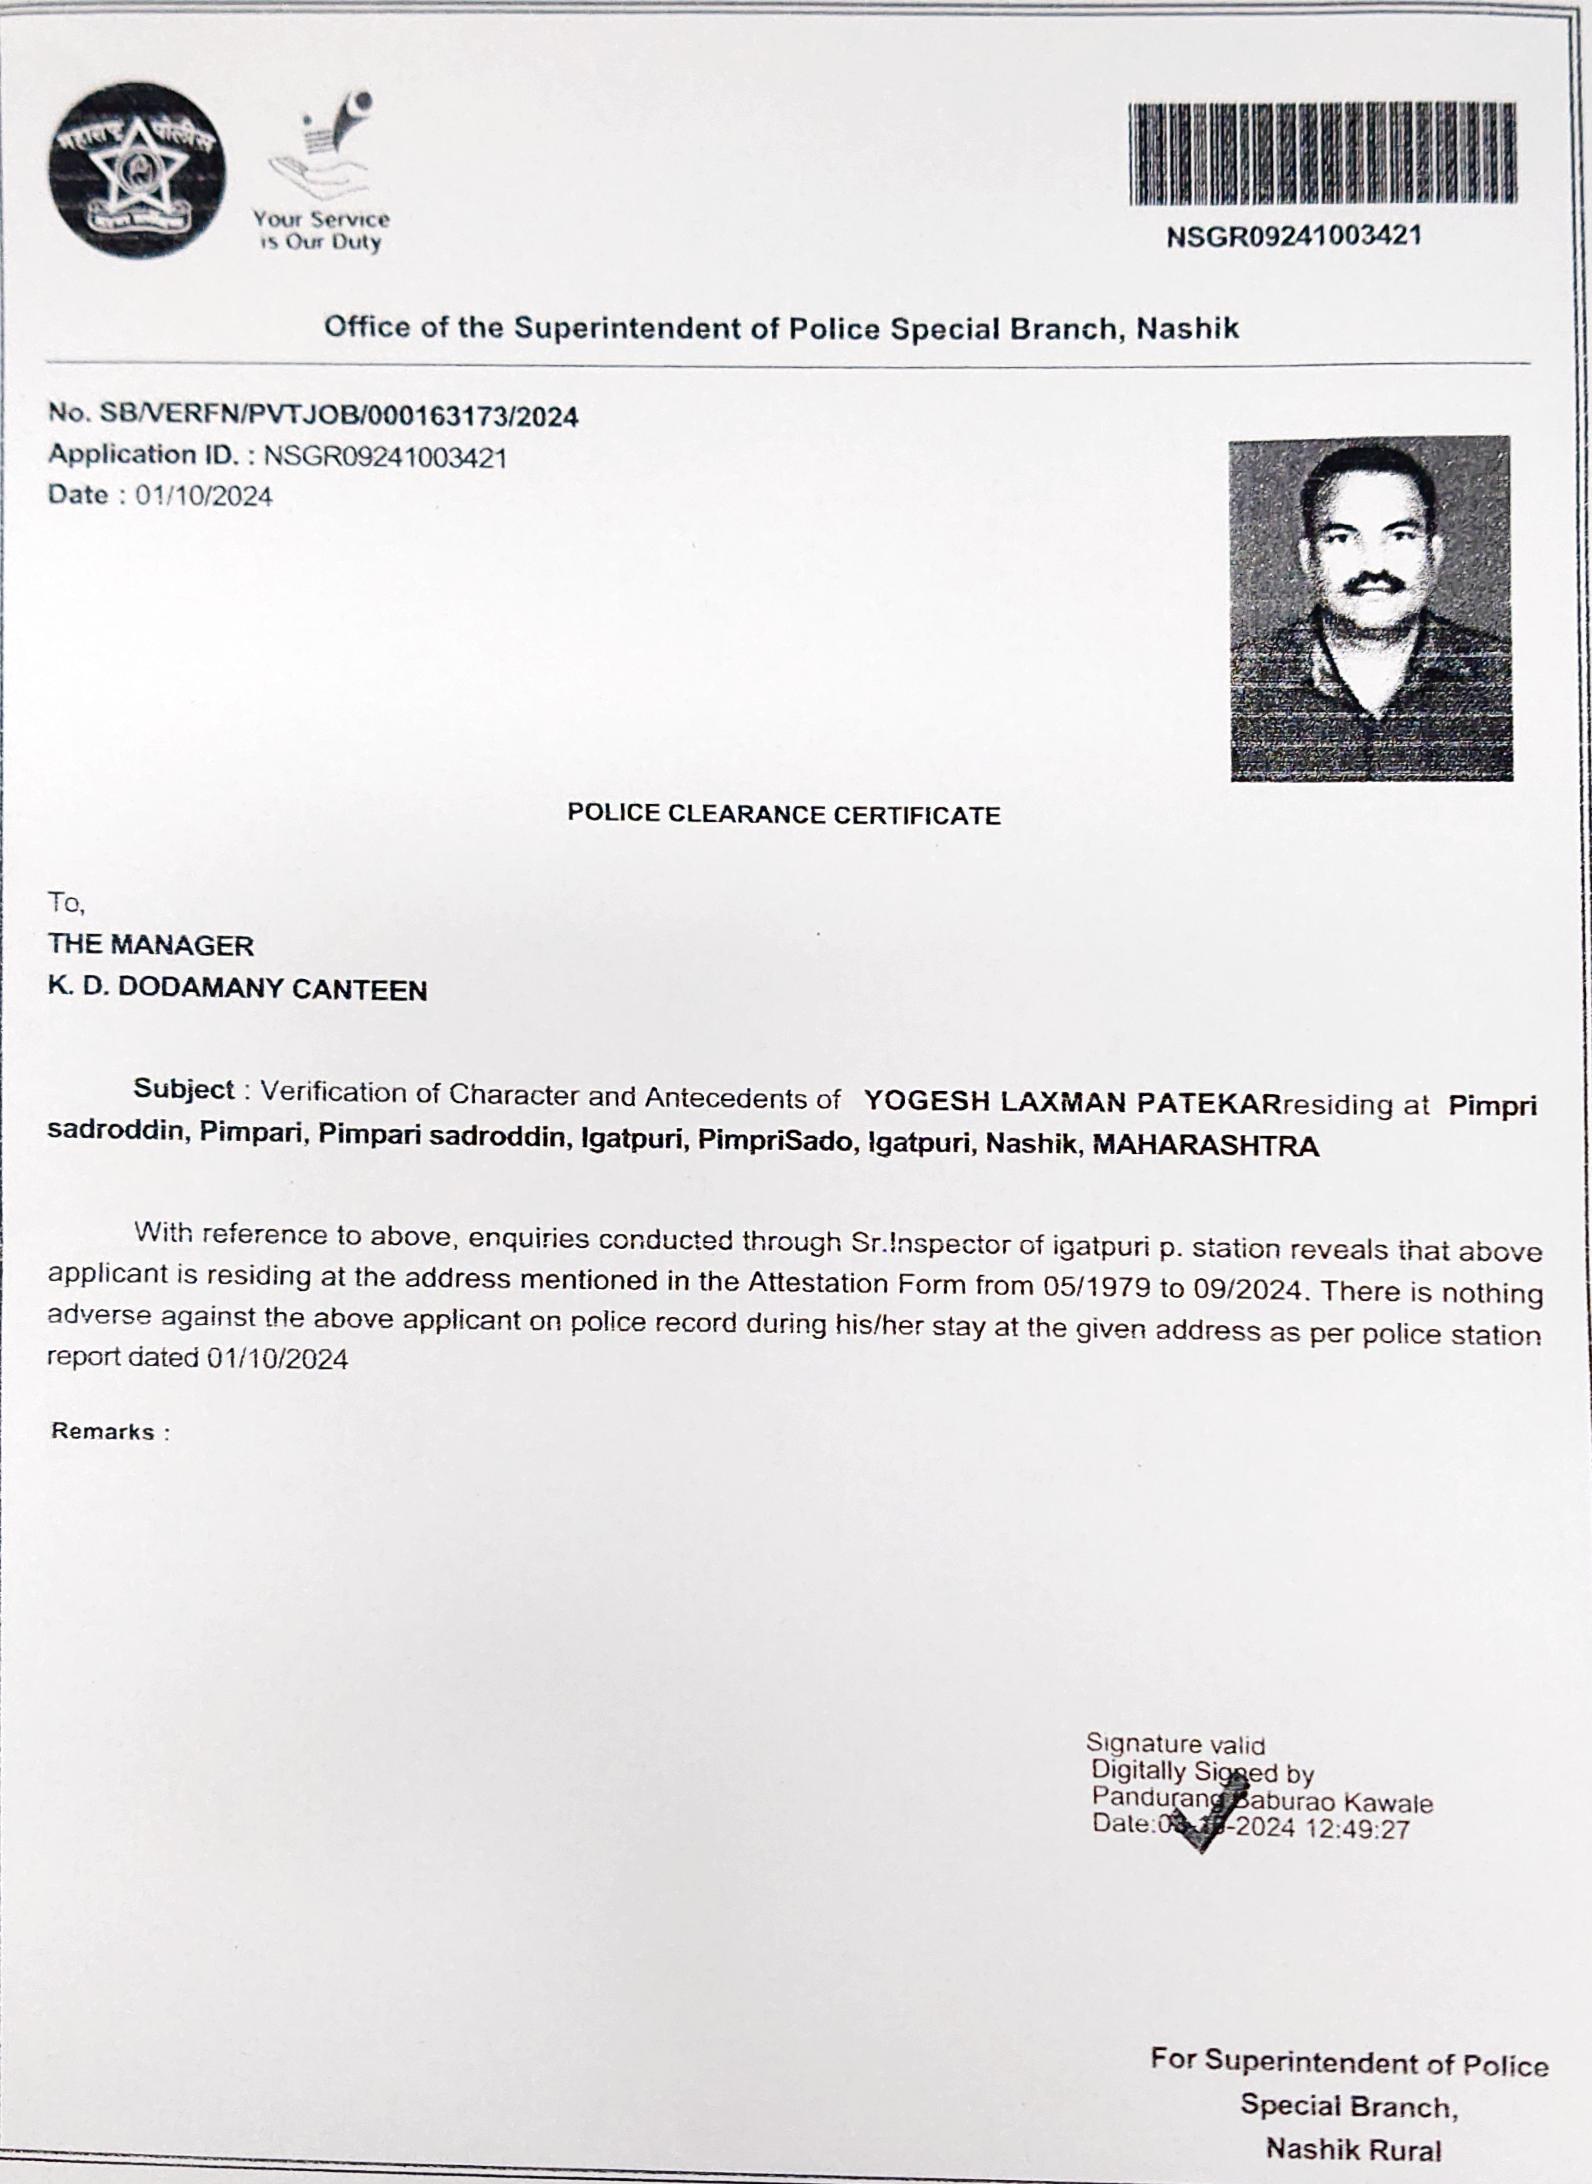 महाराष्ट्र पोलीस
Your Service
is Our Duty
NSGR09241003421
Office of the Superintendent of Police Special Branch, Nashik
No. SB/VERFN/PVTJOB/000163173/2024
Application ID. : NSGR09241003421
Date : 01/10/2024
POLICE CLEARANCE CERTIFICATE
To,
THE MANAGER
K. D. DODAMANY CANTEEN
Subject : Verification of Character and Antecedents of YOGESH LAXMAN PATEKARresiding at Pimpri
sadroddin, Pimpari, Pimpari sadroddin, Igatpuri, PimpriSado, Igatpuri, Nashik, MAHARASHTRA
With reference to above, enquiries conducted through Sr.Inspector of igatpuri p. station reveals that above
applicant is residing at the address mentioned in the Attestation Form from 05/1979 to 09/2024. There is nothing
adverse against the above applicant on police record during his/her stay at the given address as per police station
report dated 01/10/2024
Remarks :
Signature valid
Digitally Signed by
Pandurang Baburao Kawale
-2024 12:49:27
For Superintendent of Police
Special Branch,
Nashik Rural